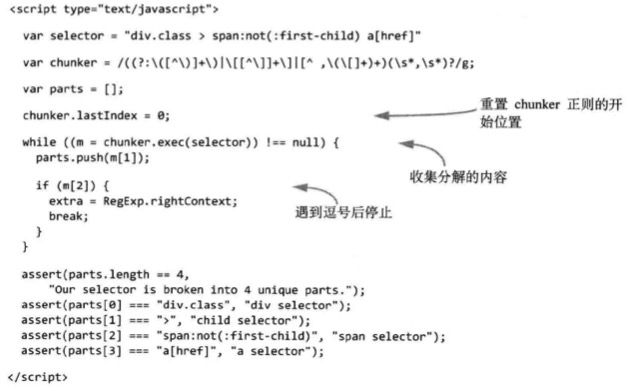 <script type="text/javascript">
var selector = "div.class > span:not(:first-child) a[href]"
var chunker = /((?:\([^\)]+\)|\[[^\]]+\]|[^ ,\(\[]+)+)(\s*,\s*)?/g;
var parts = [];
chunker.lastIndex = 0;
重置 chunker 正则的开
始位置
while ((m = chunker.exec(selector)) !== null) {
parts.push(m[1]);
收集分解的内容
if (m[2]) {
extra = RegExp.rightContext;
遇到逗号后停止
break;
}
}
assert(parts.length == 4,
"Our selector is broken into 4 unique parts.");
assert(parts[0] === "div.class", "div selector");
assert(parts[1] === ">", "child selector");
assert(parts[2] === "span:not(:first-child)", "span selector");
assert(parts[3] === "a[href]", "a selector");
</script>